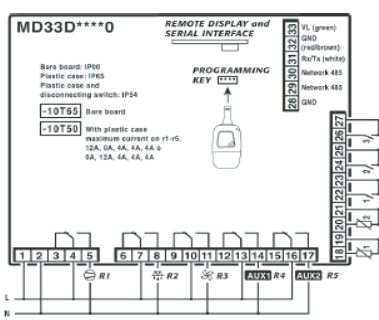 MD33D****0
REMOTE DISPLAY and
SERIAL INTERFACE
33 VL (green)
32 GND
(red/brown)
31 Rx/Tx (white)
30 Network 485
29 Network 485
28 GND
Bare board: IP00
Plastic case: IP65
Plastic case and
disconnecting switch: IP54
PROGRAMMING
KEY
-10T65 Bare board
-10T50 With plastic case
maximum current on r1-r5.
12A, 0A, 4A, 4A, 4A o
0A, 12A, 4A, 4A, 4A
18 19 20 21 22 23 24 25 26 27
1 2 3 4 5 6 7 8 9 10 11 12 13 14 15 16 17
R1 R2 R3 AUX1 R4 AUX2 R5
L
N